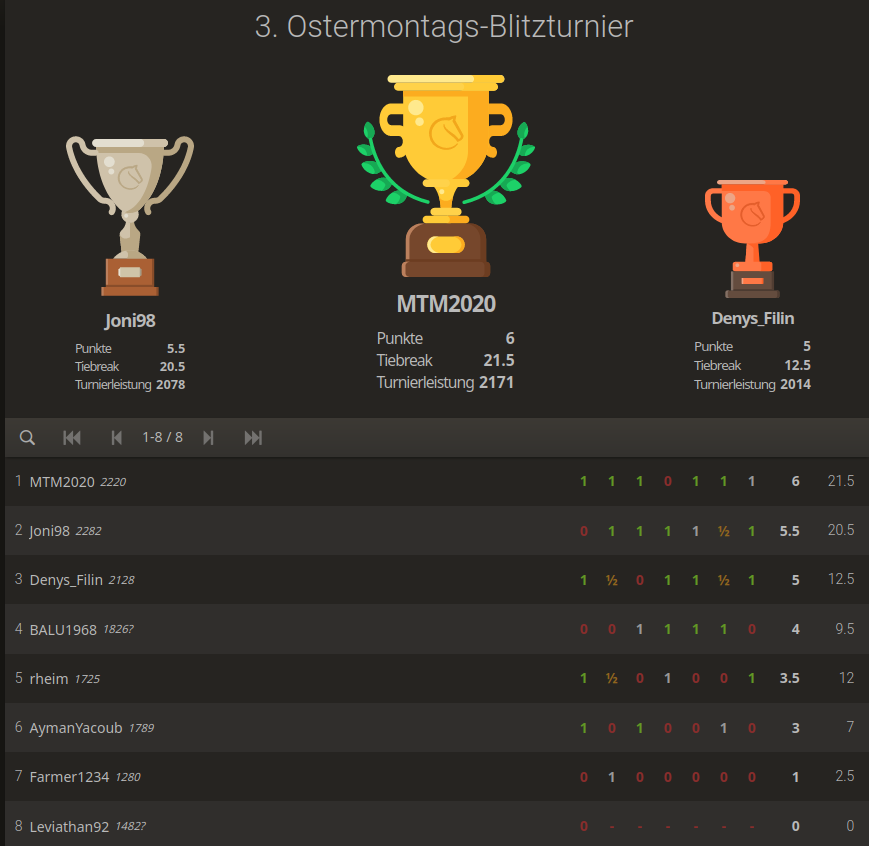 3. Ostermontags-Blitzturnier
Joni98
Punkte 5.5
Tiebreak 20.5
Turnierleistung 2078
MTM2020
Punkte 6
Tiebreak 21.5
Turnierleistung 2171
Denys_Filin
Punkte 5
Tiebreak 12.5
Turnierleistung 2014
1-8 / 8
1 MTM2020 2220 1 1 1 0 1 1 1 6 21.5
2 Joni98 2282 0 1 1 1 1 ½ 1 5.5 20.5
3 Denys_Filin 2128 1 ½ 0 1 1 ½ 1 5 12.5
4 BALU1968 1826? 0 0 1 1 1 1 0 4 9.5
5 rheim 1725 1 ½ 0 1 0 0 1 3.5 12
6 AymanYacoub 1789 1 0 1 0 0 1 0 3 7
7 Farmer1234 1280 0 1 0 0 0 0 0 1 2.5
8 Leviathan92 1482? 0 - - - - - - 0 0